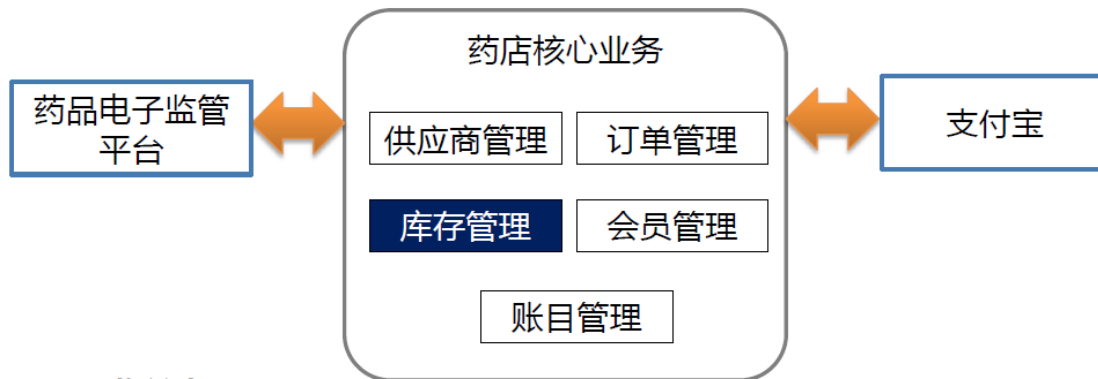 药店核心业务
药品电子监管
平台
供应商管理
订单管理
支付宝
库存管理
会员管理
账目管理